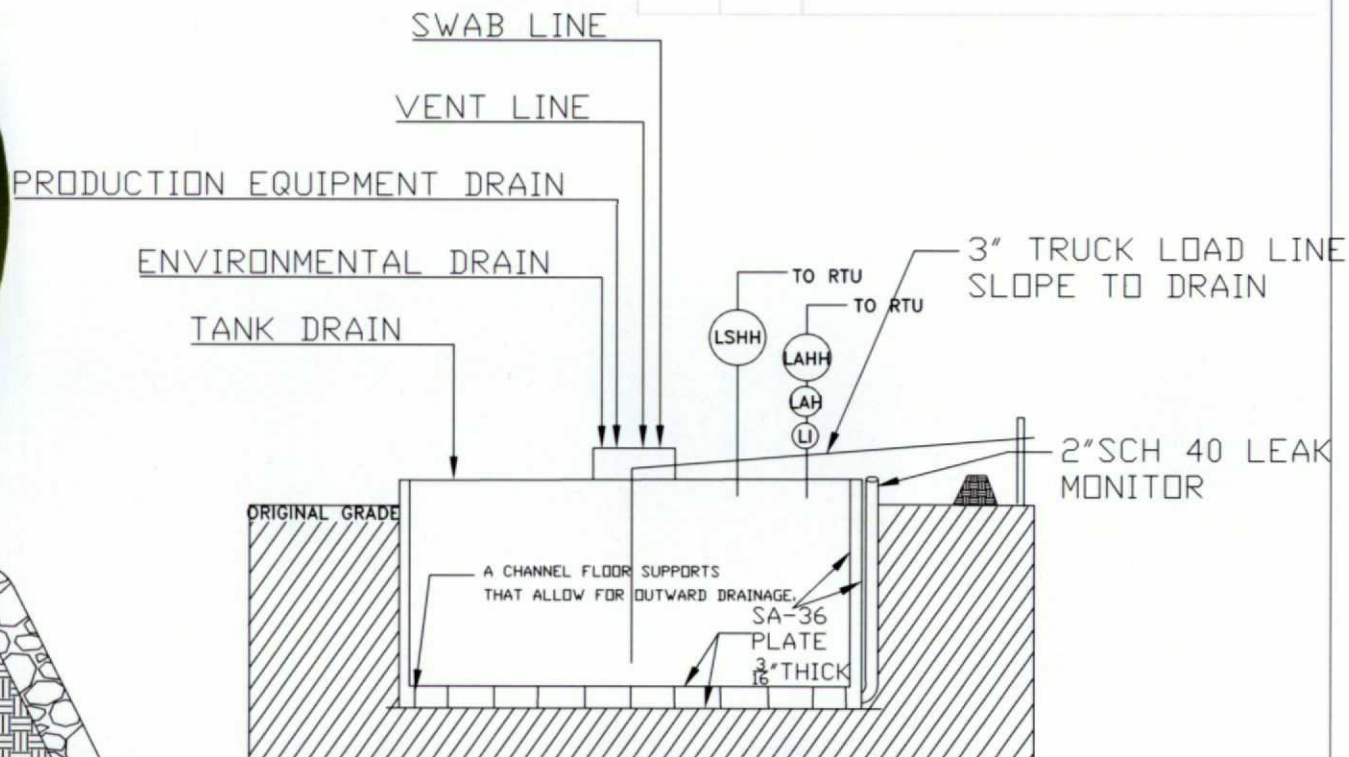 SWAB LINE
VENT LINE
PRODUCTION EQUIPMENT DRAIN
ENVIRONMENTAL DRAIN
TANK DRAIN
TO RTU
TO RTU
3" TRUCK LOAD LINE
SLOPE TO DRAIN
LSHH
LAHH
LAH
LI
2"SCH 40 LEAK
MONITOR
ORIGINAL GRADE
A CHANNEL FLOOR SUPPORTS
THAT ALLOW FOR OUTWARD DRAINAGE.
SA-36
PLATE
3/16"THICK